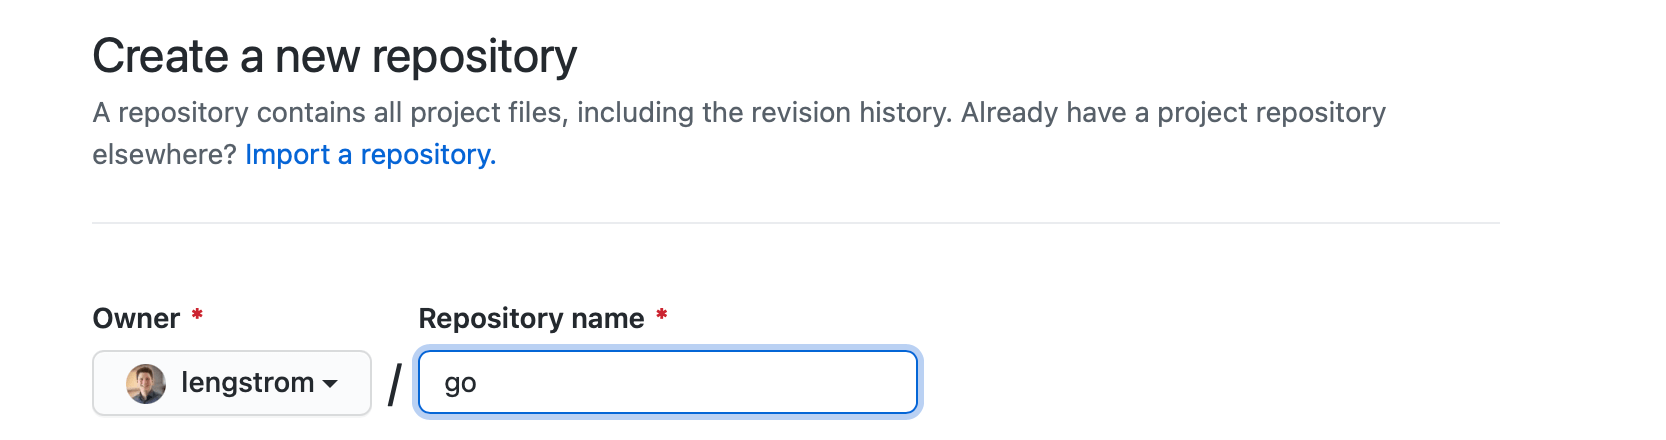 Create a new repository
A repository contains all project files, including the revision history. Already have a project repository
elsewhere? Import a repository.
Owner * Repository name *
lengstrom / go